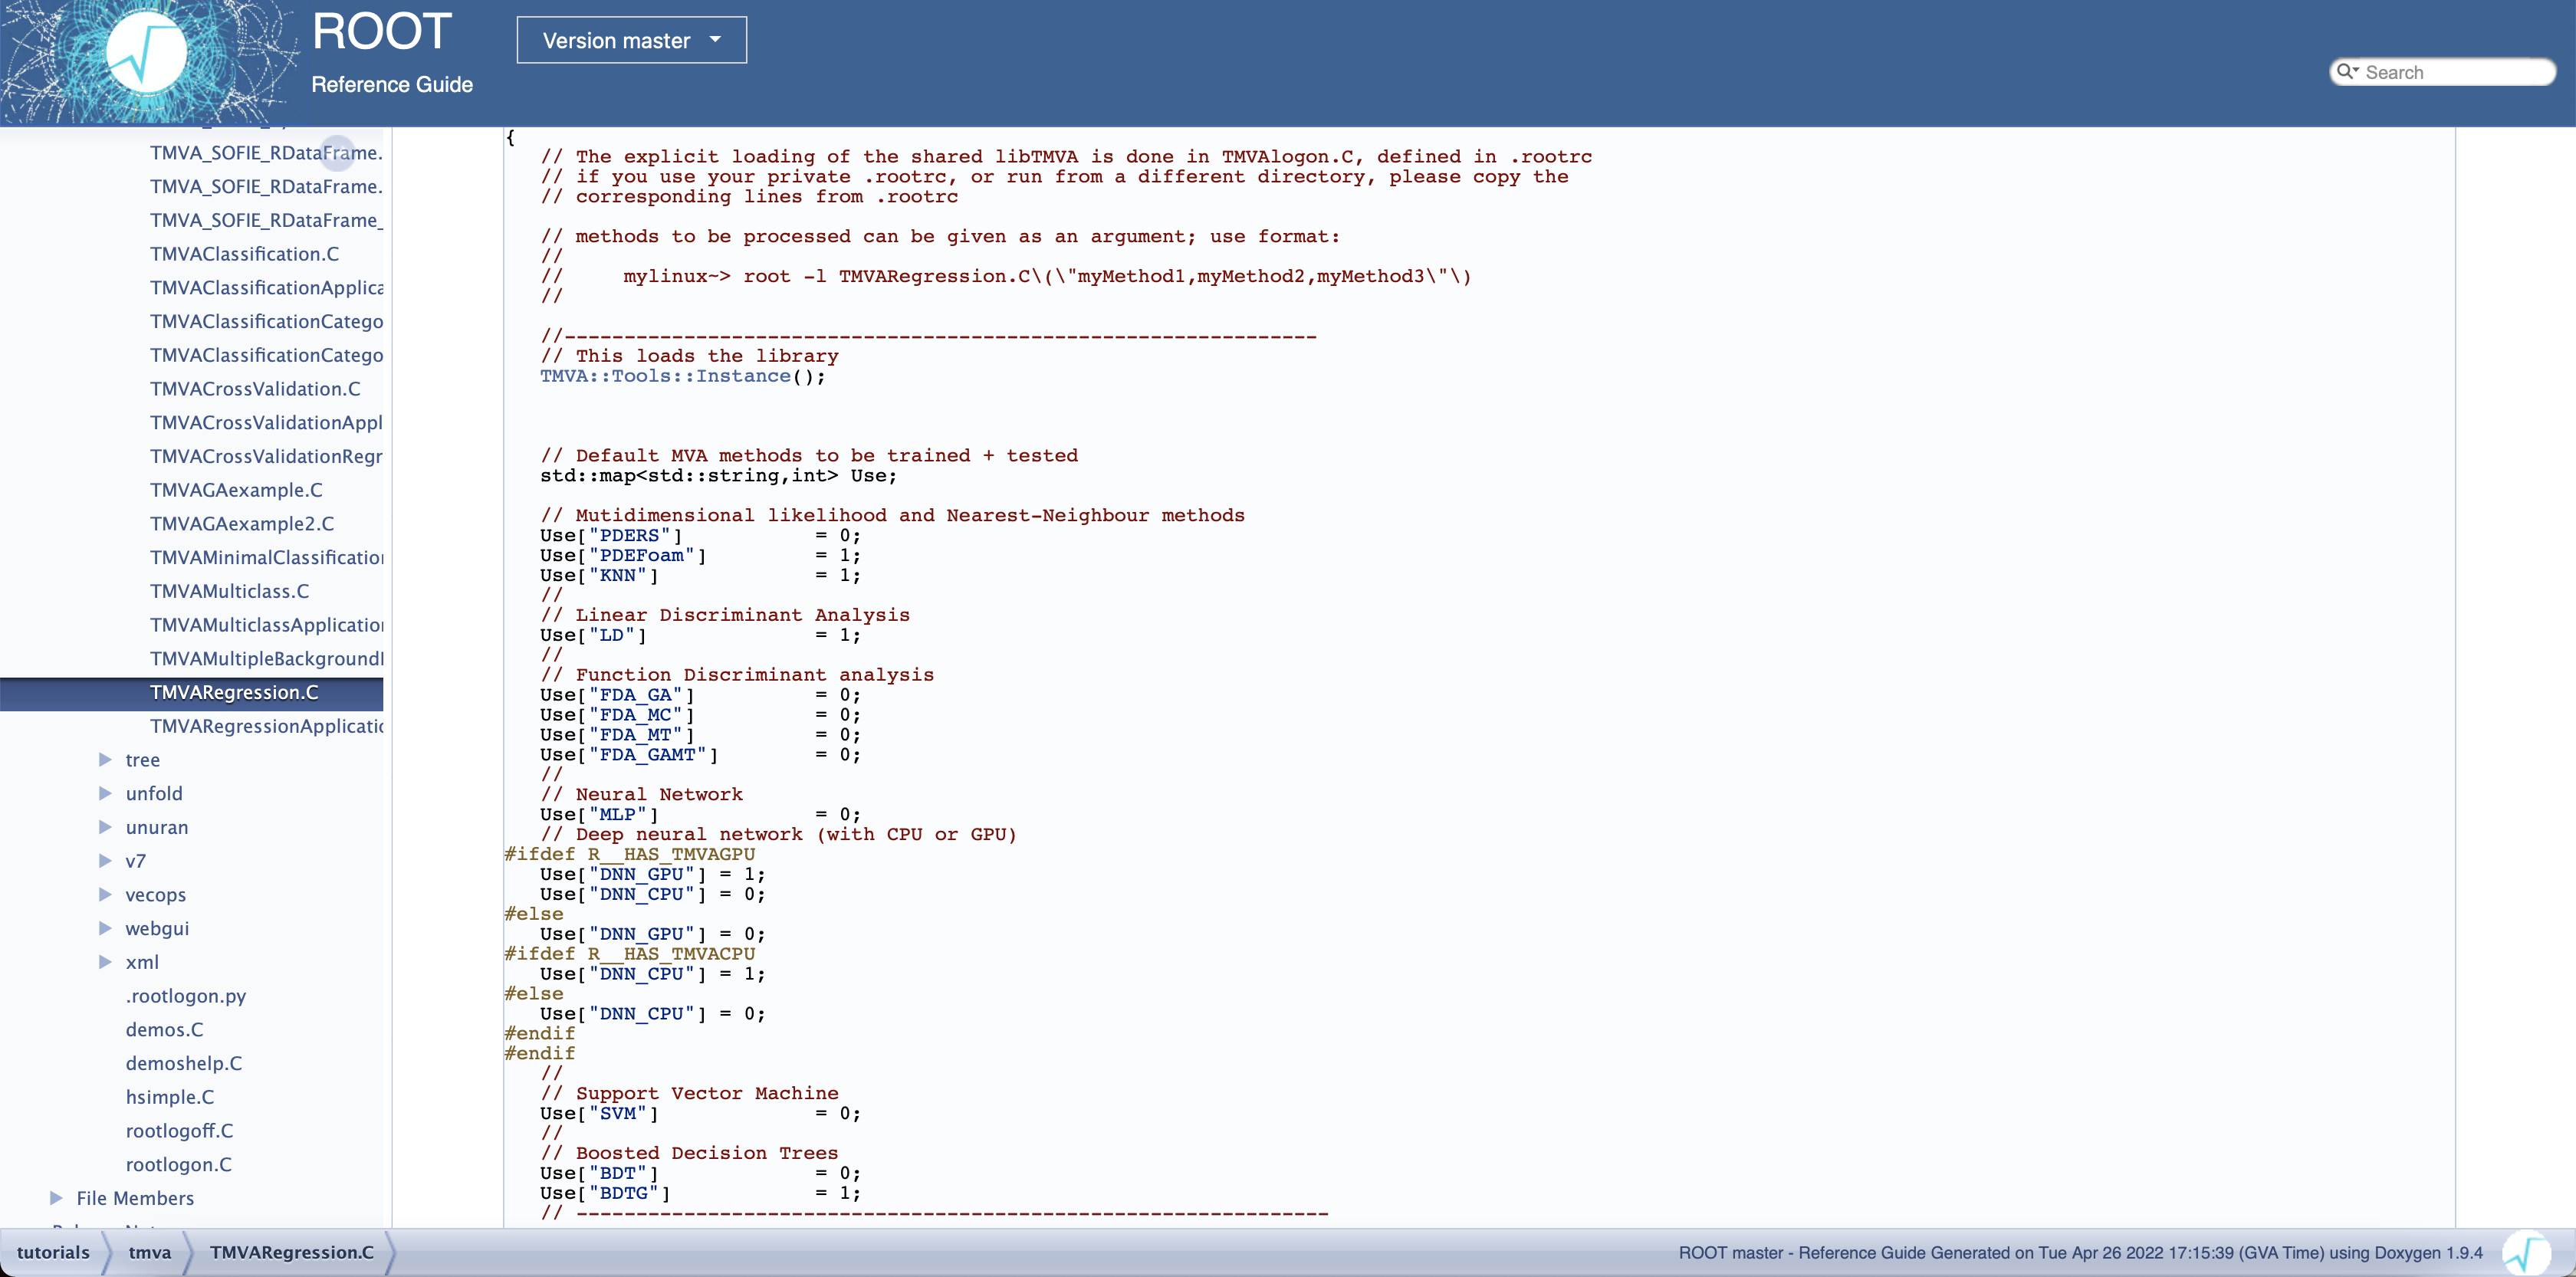 ROOT
Version master
Reference Guide
Search
TMVA_SOFIE_RDataFrame.
TMVA_SOFIE_RDataFrame.
TMVA_SOFIE_RDataFrame_
TMVAClassification.C
TMVAClassificationApplica
TMVAClassificationCatego
TMVAClassificationCatego
TMVACrossValidation.C
TMVACrossValidationAppl
TMVACrossValidationRegr
TMVAGAexample.C
TMVAGAexample2.C
TMVAMinimalClassification
TMVAMulticlass.C
TMVAMulticlassApplication
TMVAMultipleBackgroundI
TMVARegression.C
TMVARegressionApplicatio
tree
unfold
unuran
v7
vecops
webgui
xml
.rootlogon.py
demos.C
demoshelp.C
hsimple.C
rootlogoff.C
rootlogon.C
File Members
{
// The explicit loading of the shared libTMVA is done in TMVAlogon.C, defined in .rootrc
// if you use your private .rootrc, or run from a different directory, please copy the
// corresponding lines from .rootrc
// methods to be processed can be given as an argument; use format:
//
//     mylinux~> root -l TMVARegression.C\(\"myMethod1,myMethod2,myMethod3\"\)
//
//---------------------------------------------------------------
// This loads the library
TMVA::Tools::Instance();
// Default MVA methods to be trained + tested
std::map<std::string,int> Use;
// Mutidimensional likelihood and Nearest-Neighbour methods
Use["PDERS"]           = 0;
Use["PDEFoam"]         = 1;
Use["KNN"]             = 1;
//
// Linear Discriminant Analysis
Use["LD"]              = 1;
//
// Function Discriminant analysis
Use["FDA_GA"]          = 0;
Use["FDA_MC"]          = 0;
Use["FDA_MT"]          = 0;
Use["FDA_GAMT"]        = 0;
//
// Neural Network
Use["MLP"]             = 0;
// Deep neural network (with CPU or GPU)
#ifdef R__HAS_TMVAGPU
Use["DNN_GPU"] = 1;
Use["DNN_CPU"] = 0;
#else
Use["DNN_GPU"] = 0;
#ifdef R__HAS_TMVACPU
Use["DNN_CPU"] = 1;
#else
Use["DNN_CPU"] = 0;
#endif
#endif
//
// Support Vector Machine
Use["SVM"]             = 0;
//
// Boosted Decision Trees
Use["BDT"]             = 0;
Use["BDTG"]            = 1;
// ---------------------------------------------------------------
tutorials tmva TMVARegression.C
ROOT master - Reference Guide Generated on Tue Apr 26 2022 17:15:39 (GVA Time) using Doxygen 1.9.4